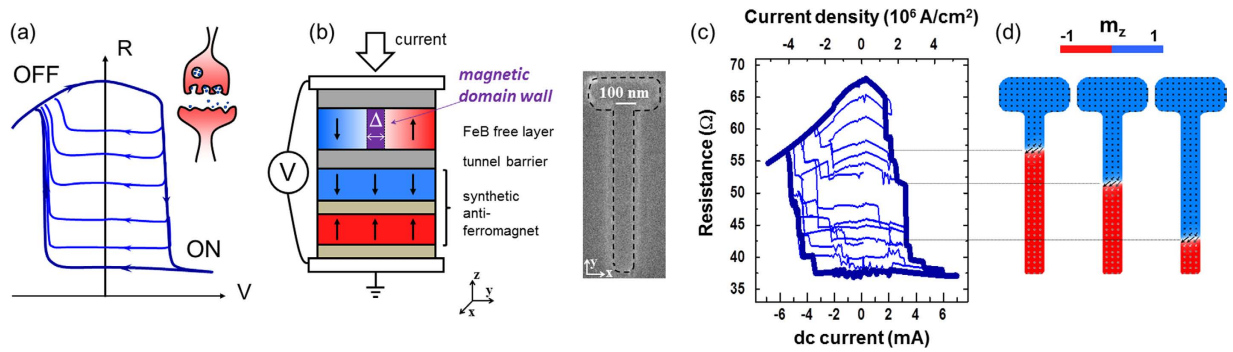 (a)
R
OFF
ON
V
(b)
current
magnetic
domain wall
Δ
FeB free layer
tunnel barrier
synthetic
anti-
ferromagnet
V
z
y
x
100 nm
y
x
(c)
Current density (10⁶ A/cm²)
-4 -2 0 2 4
Resistance (Ω)
70
65
60
55
50
45
40
35
-6 -4 -2 0 2 4 6
dc current (mA)
(d)
m_z
-1 1